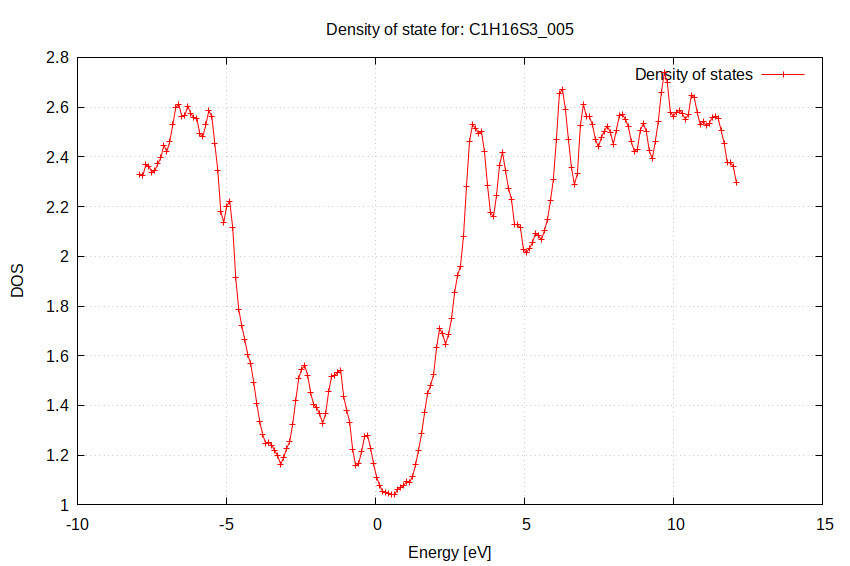 Density of state for: C1H16S3_005
Density of states
2.8
2.6
2.4
2.2
2
1.8
1.6
1.4
1.2
1
DOS
-10 -5 0 5 10 15
Energy [eV]